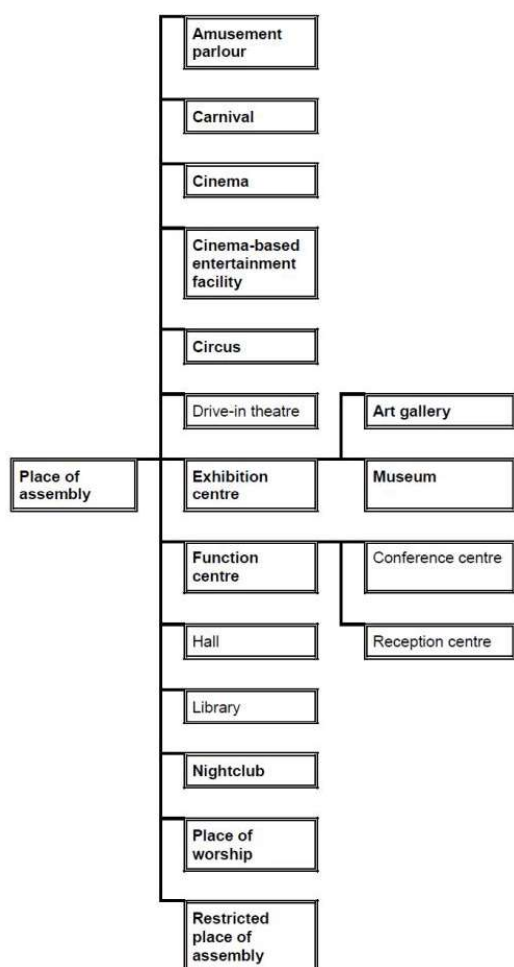 Amusement
parlour
Carnival
Cinema
Cinema-based
entertainment
facility
Circus
Drive-in theatre
Art gallery
Place of
assembly
Exhibition
centre
Museum
Function
centre
Conference centre
Hall
Reception centre
Library
Nightclub
Place of
worship
Restricted
place of
assembly